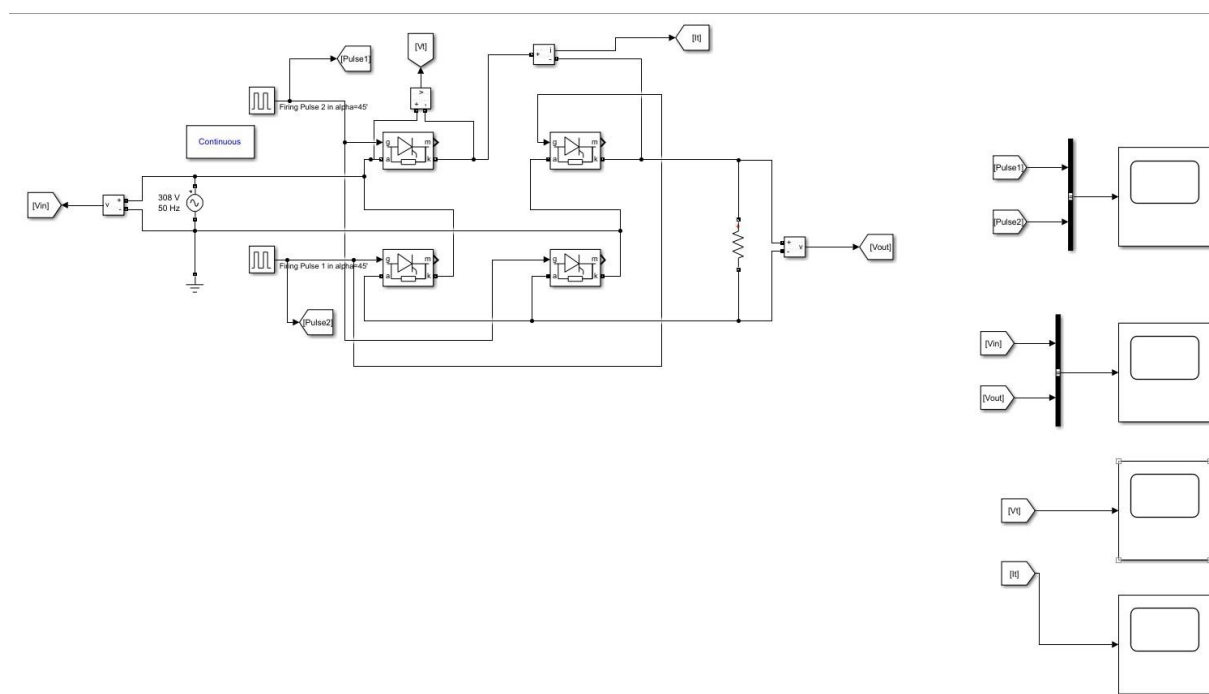 [Vt]
[It]
[Pulse1]
Firing Pulse 2 in alpha=45'
v
+ -
+ i
-
g m
a k
g m
a k
Continuous
[Vin]
v + -
308 V
50 Hz
Firing Pulse 1 in alpha=45'
g m
a k
g m
a k
+ - v
[Vout]
[Pulse2]
[Pulse1]
[Pulse2]
[Vin]
[Vout]
[Vt]
[It]